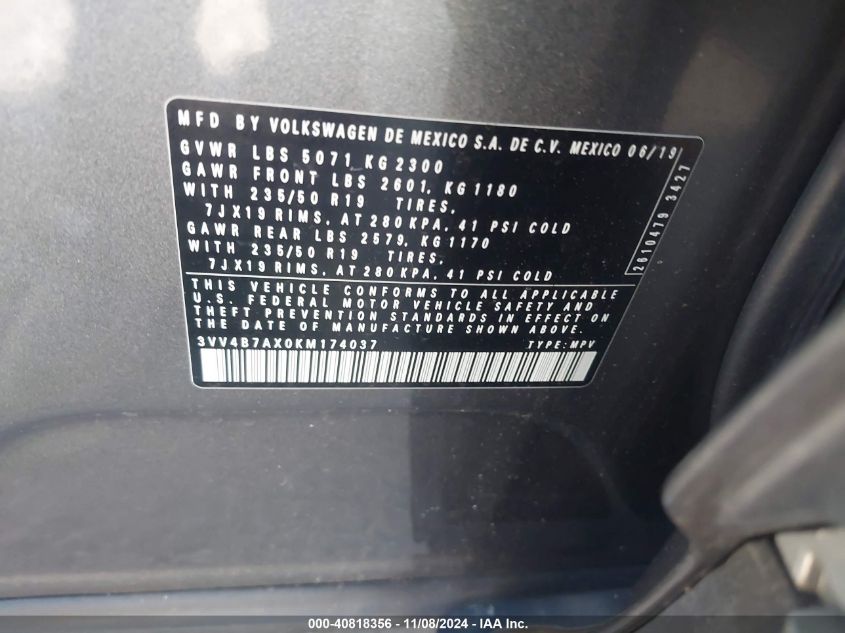 MFD BY VOLKSWAGEN DE MEXICO S.A. DE C.V. MEXICO 06/19
GVWR LBS 5071, KG 2300
GAWR FRONT LBS 2601, KG 1180
WITH 235/50 R19 TIRES,
7JX19 RIMS, AT 280 KPA, 41 PSI COLD
GAWR REAR LBS 2579, KG 1170
WITH 235/50 R19 TIRES,
7JX19 RIMS, AT 280 KPA, 41 PSI COLD
2610479 3427
THIS VEHICLE CONFORMS TO ALL APPLICABLE
U.S. FEDERAL MOTOR VEHICLE SAFETY AND
THEFT PREVENTION STANDARDS IN EFFECT ON
THE DATE OF MANUFACTURE SHOWN ABOVE.
3VV4B7AX0KM174037 TYPE: MPV
000-40818356 - 11/08/2024 - IAA Inc.